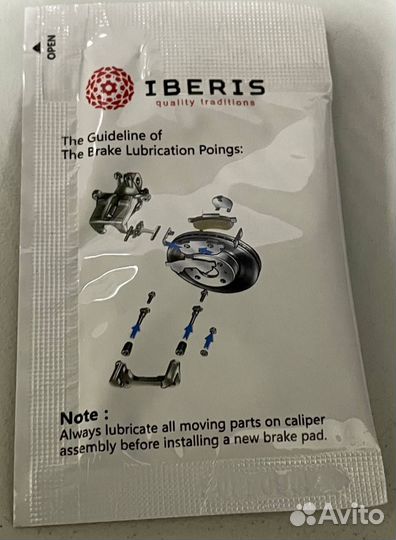 OPEN
IBERIS
quality traditions
The Guideline of
The Brake Lubrication Poings:
Note :
Always lubricate all moving parts on caliper
assembly before installing a new brake pad.
Avito